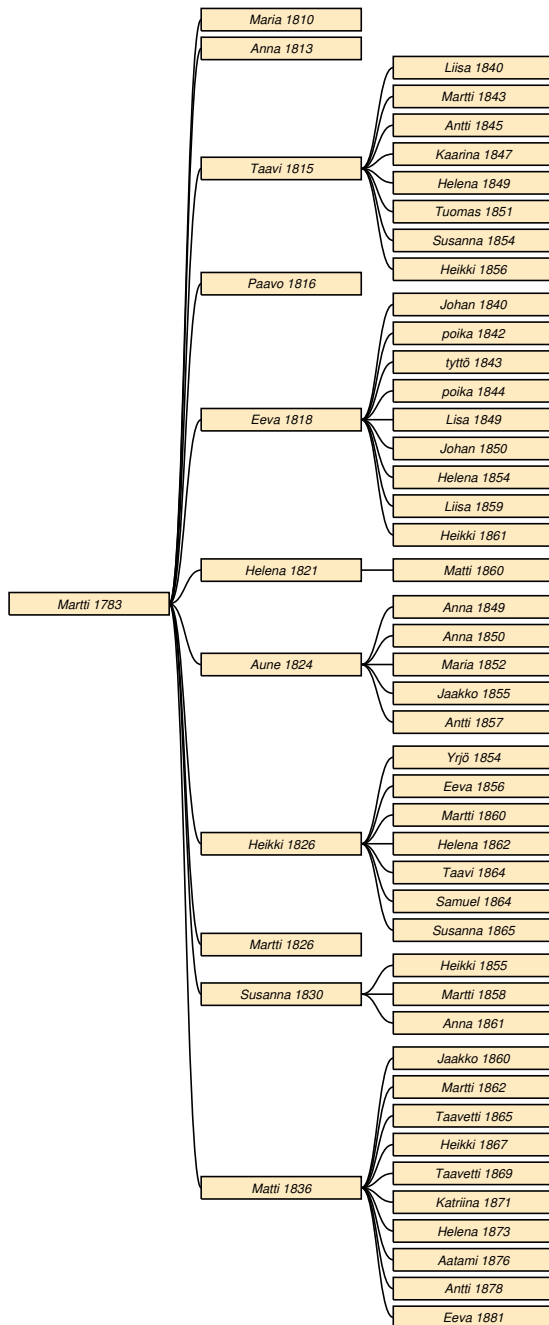 Maria 1810
Anna 1813
Liisa 1840
Martti 1843
Antti 1845
Kaarina 1847
Taavi 1815
Helena 1849
Tuomas 1851
Susanna 1854
Heikki 1856
Paavo 1816
Johan 1840
poika 1842
tyttö 1843
poika 1844
Eeva 1818
Lisa 1849
Johan 1850
Helena 1854
Liisa 1859
Heikki 1861
Helena 1821
Matti 1860
Martti 1783
Anna 1849
Anna 1850
Aune 1824
Maria 1852
Jaakko 1855
Antti 1857
Yrjö 1854
Eeva 1856
Martti 1860
Heikki 1826
Helena 1862
Taavi 1864
Samuel 1864
Susanna 1865
Martti 1826
Heikki 1855
Susanna 1830
Martti 1858
Anna 1861
Jaakko 1860
Martti 1862
Taavetti 1865
Heikki 1867
Taavetti 1869
Matti 1836
Katriina 1871
Helena 1873
Aatami 1876
Antti 1878
Eeva 1881